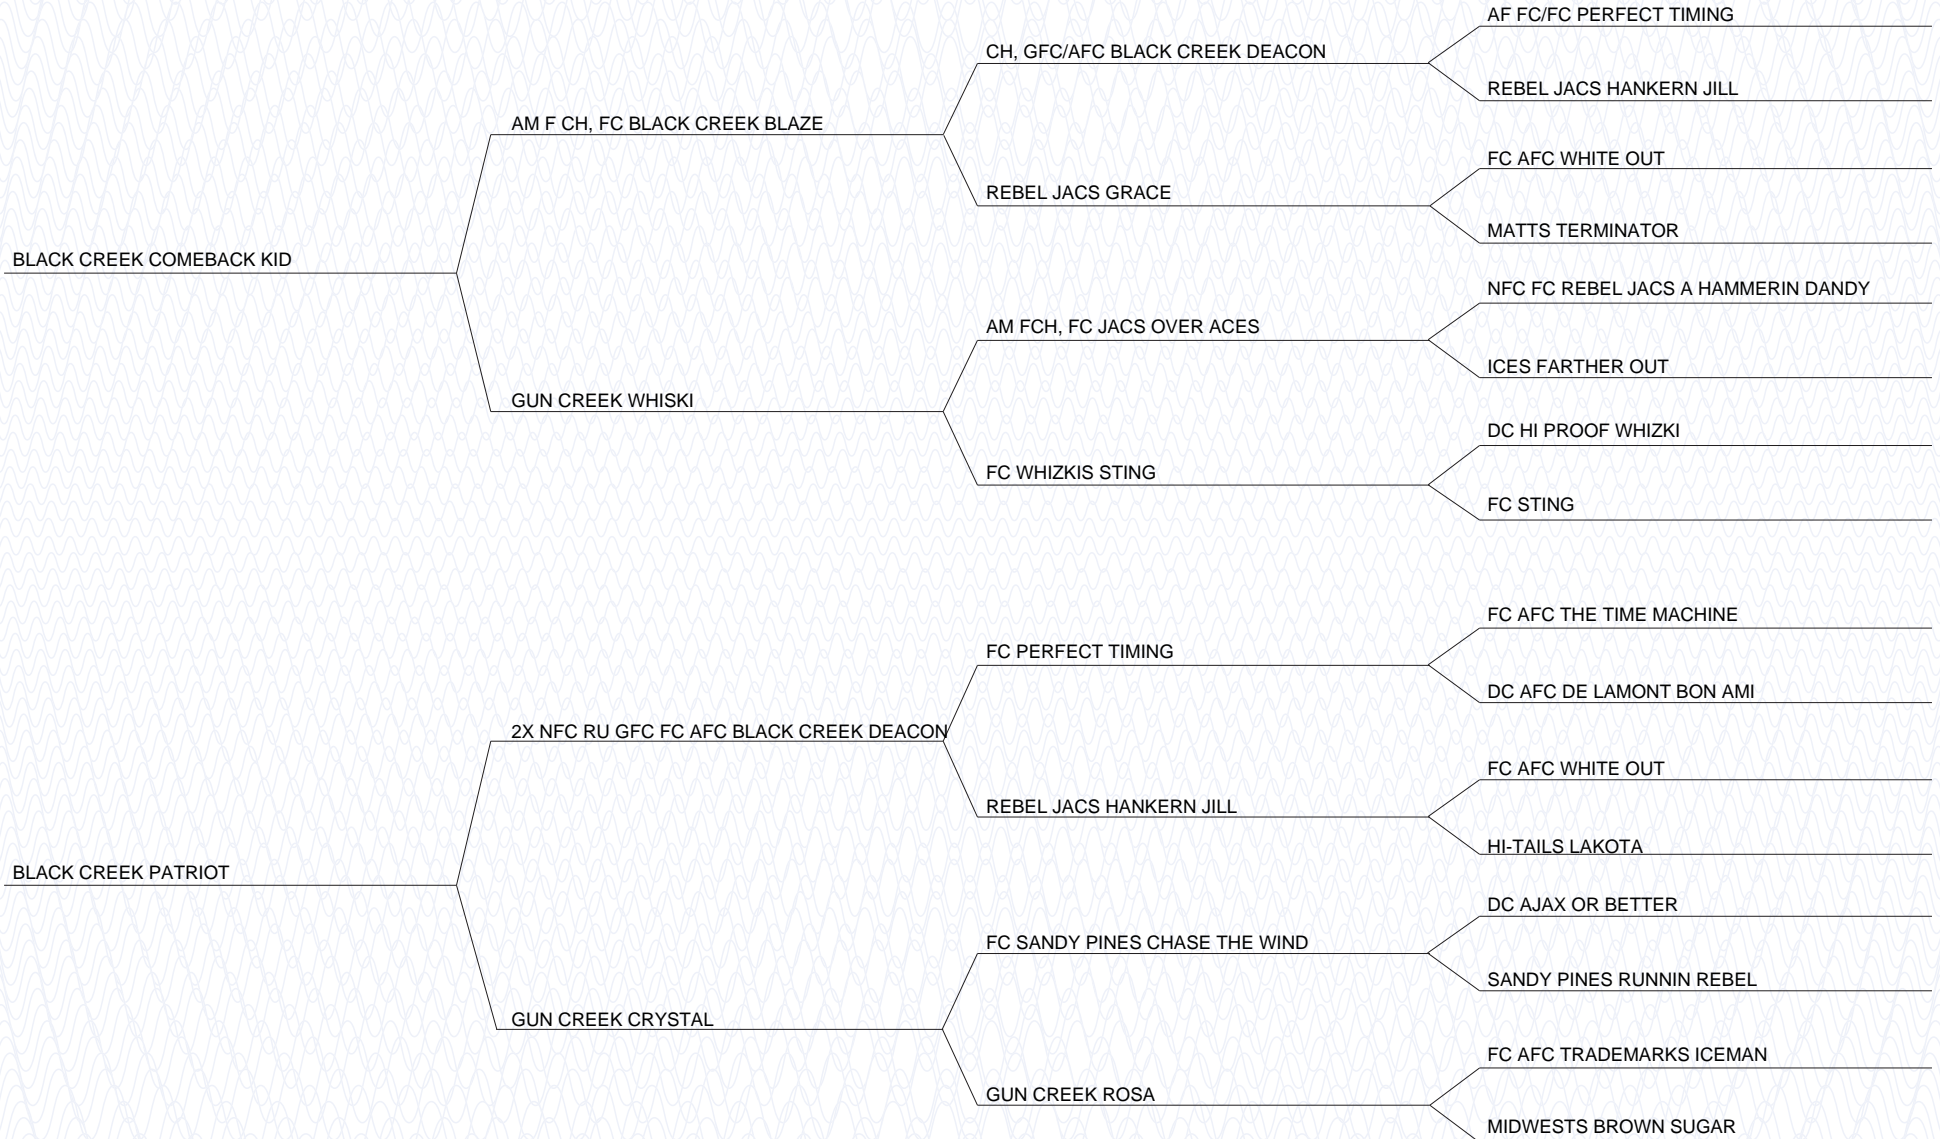 AF FC/FC PERFECT TIMING
CH, GFC/AFC BLACK CREEK DEACON
REBEL JACS HANKERN JILL
AM F CH, FC BLACK CREEK BLAZE
FC AFC WHITE OUT
REBEL JACS GRACE
MATTS TERMINATOR
BLACK CREEK COMEBACK KID
NFC FC REBEL JACS A HAMMERIN DANDY
AM FCH, FC JACS OVER ACES
ICES FARTHER OUT
GUN CREEK WHISKI
DC HI PROOF WHIZKI
FC WHIZKIS STING
FC STING
FC AFC THE TIME MACHINE
FC PERFECT TIMING
DC AFC DE LAMONT BON AMI
2X NFC RU GFC FC AFC BLACK CREEK DEACON
FC AFC WHITE OUT
REBEL JACS HANKERN JILL
HI-TAILS LAKOTA
BLACK CREEK PATRIOT
DC AJAX OR BETTER
FC SANDY PINES CHASE THE WIND
SANDY PINES RUNNIN REBEL
GUN CREEK CRYSTAL
FC AFC TRADEMARKS ICEMAN
GUN CREEK ROSA
MIDWESTS BROWN SUGAR